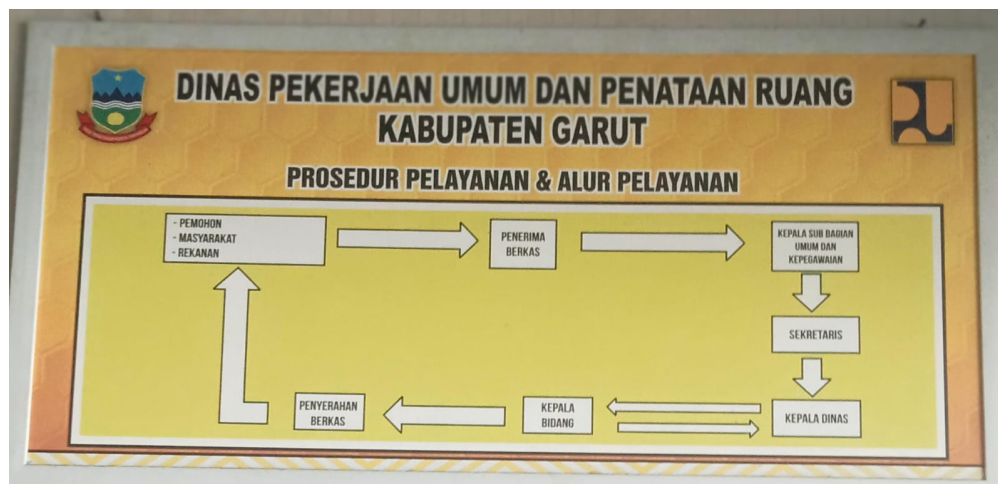 DINAS PEKERJAAN UMUM DAN PENATAAN RUANG
KABUPATEN GARUT
PROSEDUR PELAYANAN & ALUR PELAYANAN
- PEMOHON
- MASYARAKAT
- REKANAN
PENERIMA
BERKAS
KEPALA SUB BAGIAN
UMUM DAN
KEPEGAWAIAN
SEKRETARIS
KEPALA DINAS
KEPALA
BIDANG
PENYERAHAN
BERKAS